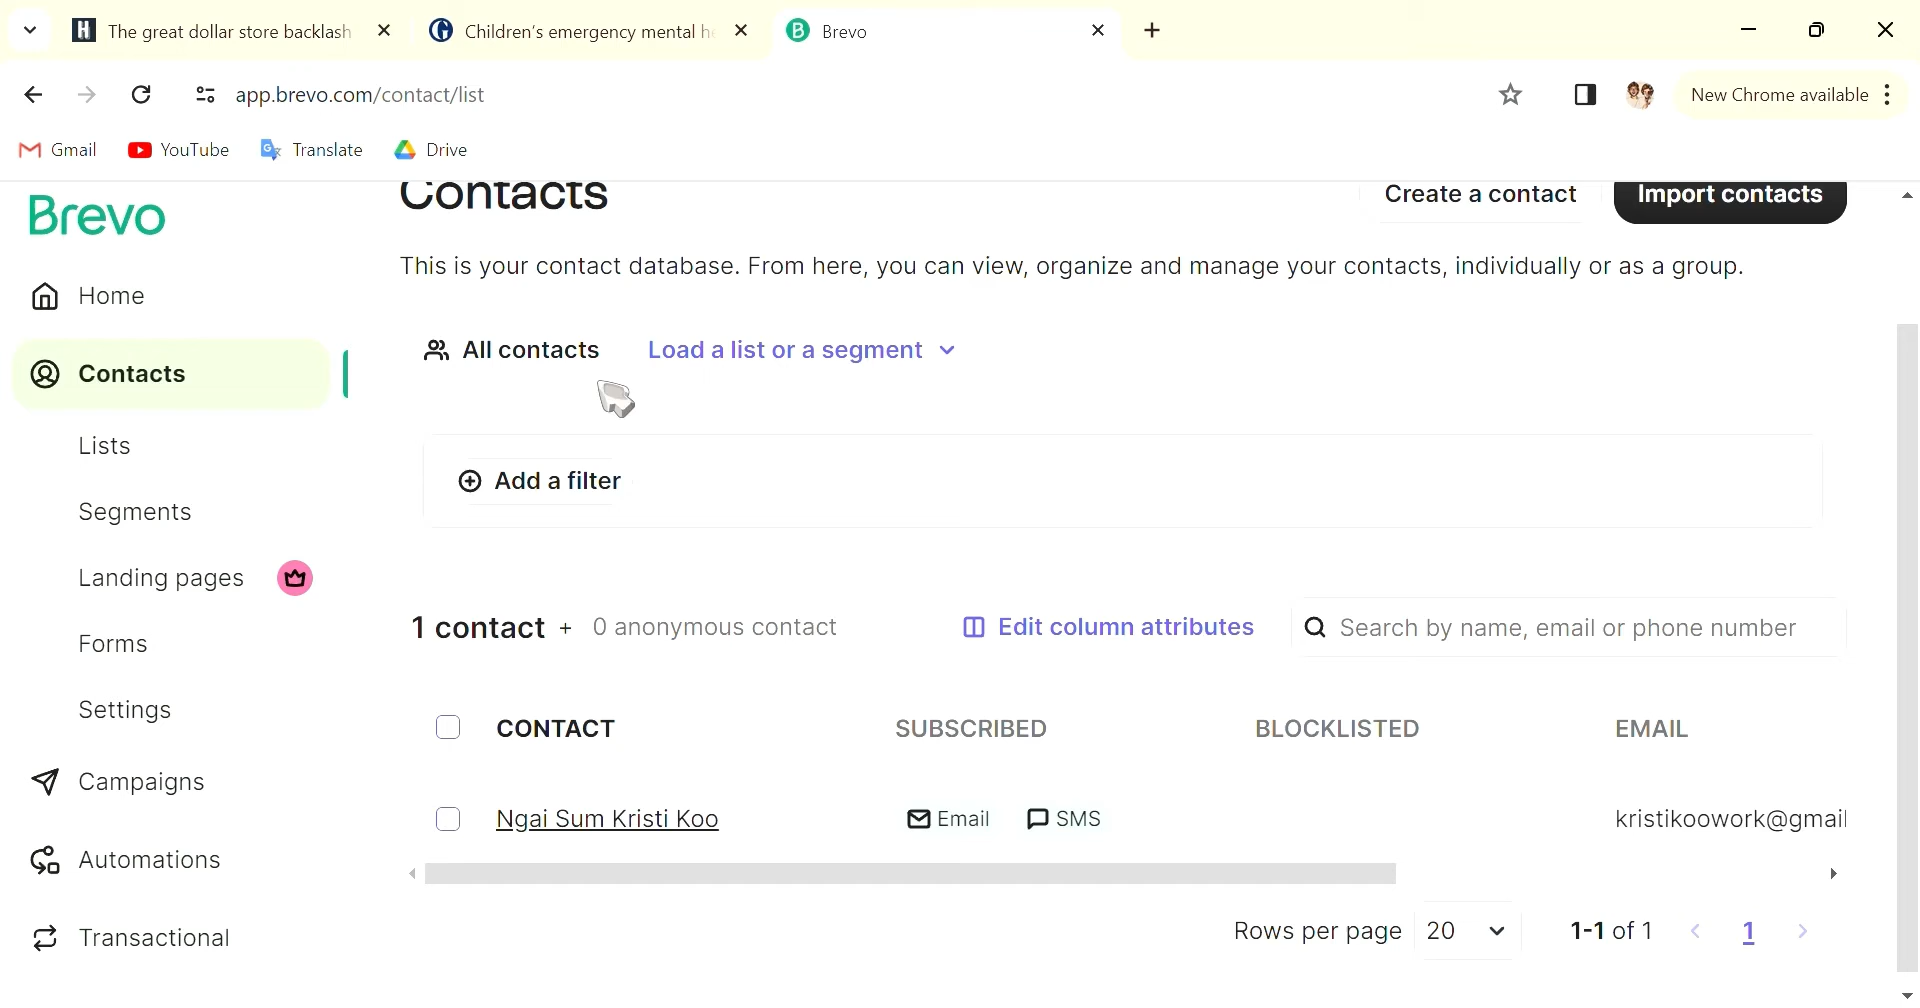 The great dollar store backlash
Children's emergency mental he
Brevo
app.brevo.com/contact/list
New Chrome available
Gmail
YouTube
Translate
Drive
Brevo
Home
Contacts
Lists
Segments
Landing pages
Forms
Settings
Campaigns
Automations
Transactional
Contacts
Create a contact
Import contacts
This is your contact database. From here, you can view, organize and manage your contacts, individually or as a group.
All contacts
Load a list or a segment
Add a filter
1 contact + 0 anonymous contact
Edit column attributes
Search by name, email or phone number
CONTACT SUBSCRIBED BLOCKLISTED EMAIL
Ngai Sum Kristi Koo Email SMS kristikoowork@gmail
Rows per page 20 1-1 of 1 1